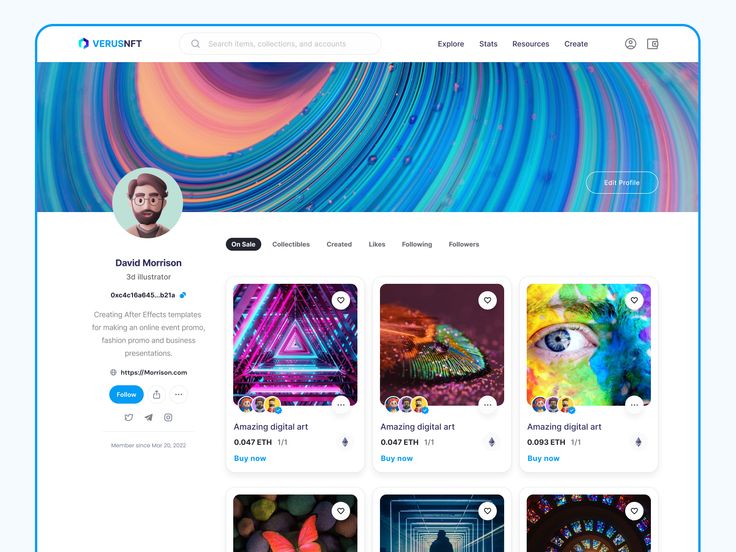 VERUSNFT
Search items, collections, and accounts
Explore
Stats
Resources
Create
Edit Profile
David Morrison
3d illustrator
0xc4c16a645...b21a
Creating After Effects templates
for making an online event promo,
fashion promo and business
presentations.
https://Morrison.com
Follow
Member since Mar 20, 2022
On Sale
Collectibles
Created
Likes
Following
Followers
Amazing digital art
0.047 ETH 1/1
Buy now
Amazing digital art
0.047 ETH 1/1
Buy now
Amazing digital art
0.093 ETH 1/1
Buy now